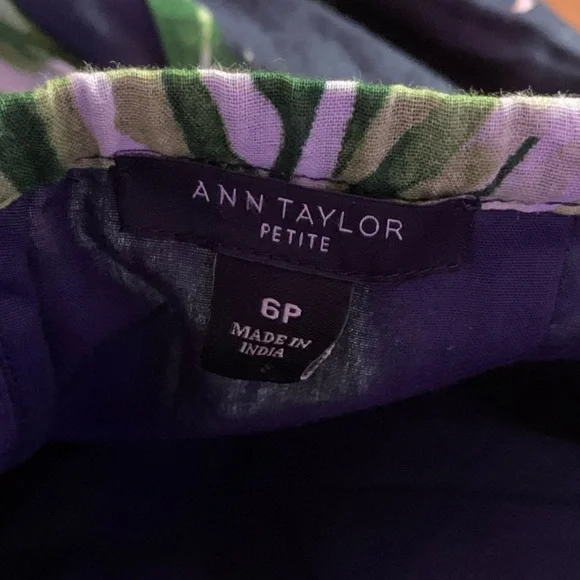 ANN TAYLOR
PETITE
6P
MADE IN
INDIA